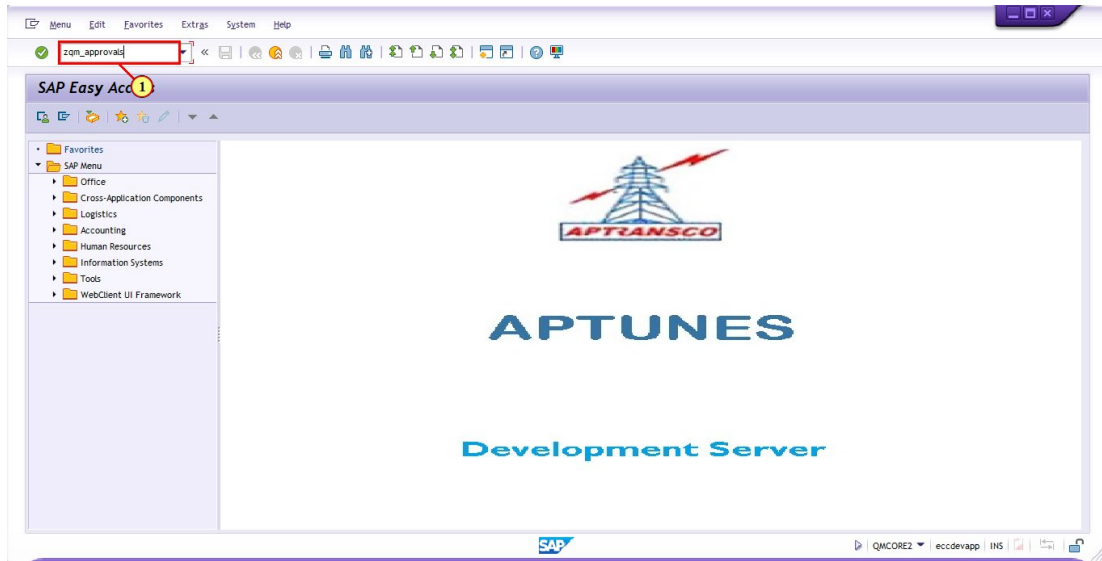 Menu Edit Favorites Extras System Help
zqm_approvals
SAP Easy Acc
1
Favorites
SAP Menu
Office
Cross-Application Components
Logistics
Accounting
Human Resources
Information Systems
Tools
WebClient UI Framework
APTRANSCO
APTUNES
Development Server
SAP
QMCORE2 eccdevapp INS